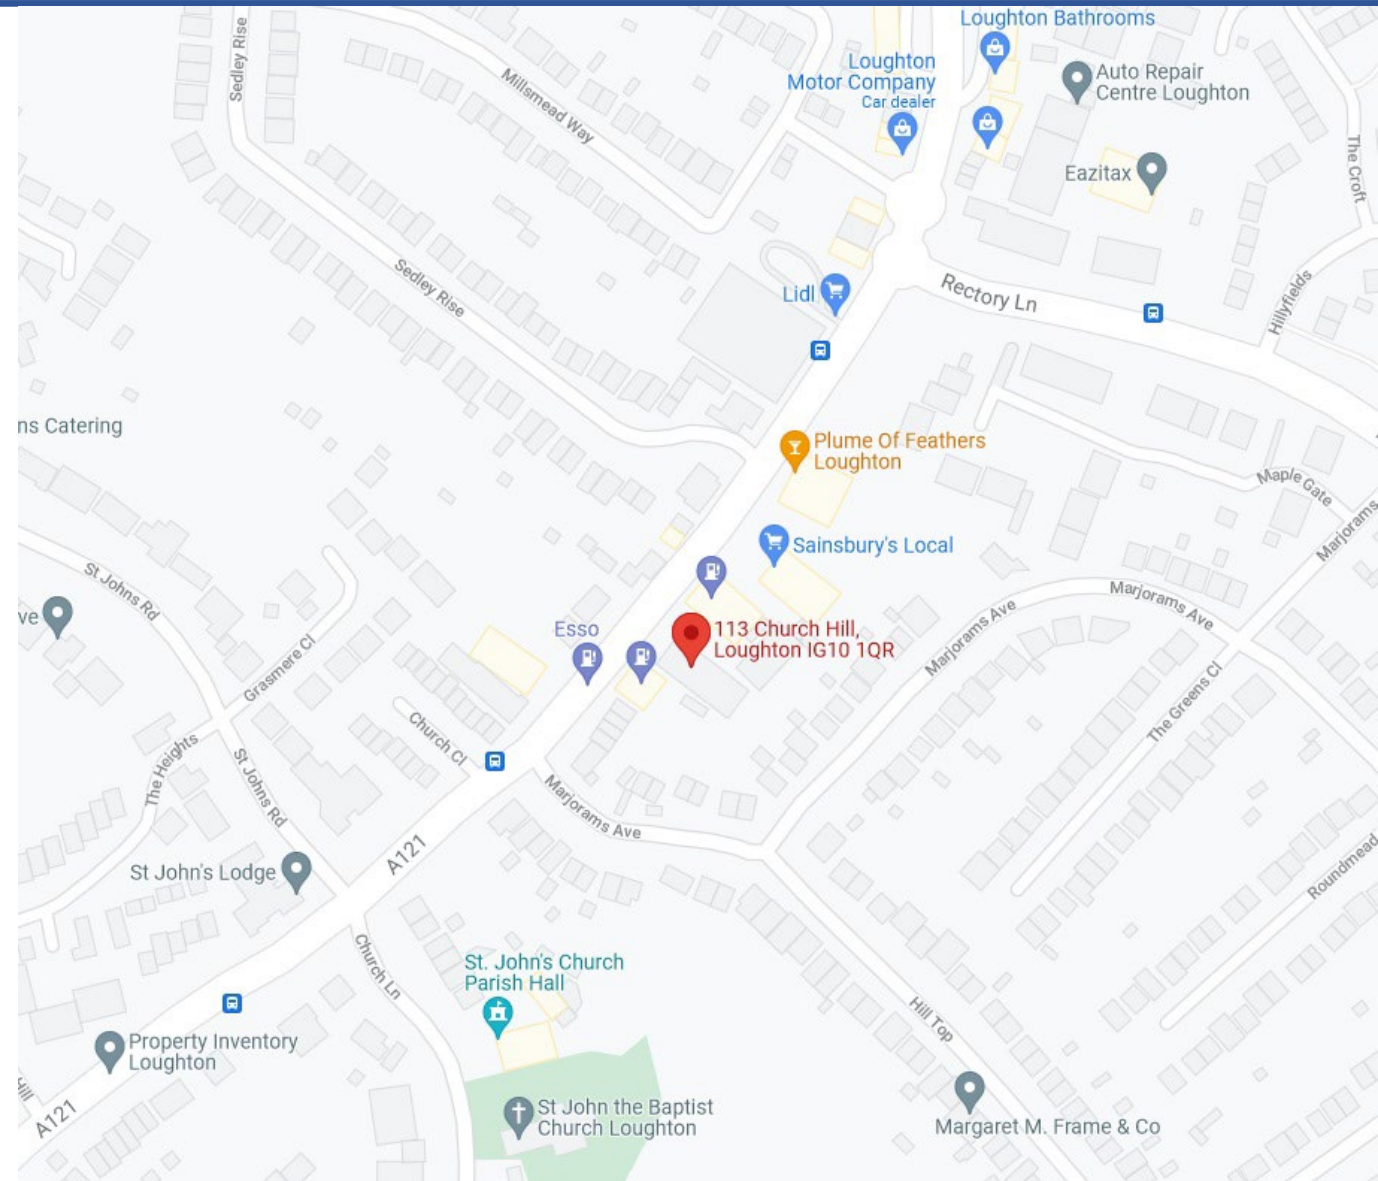 Loughton Bathrooms
Sedley Rise
Millsmead Way
Loughton
Motor Company
Car dealer
Auto Repair
Centre Loughton
The Croft
Eazitax
Sedley Rise
Lidl
Rectory Ln
Hillyfields
ns Catering
Plume Of Feathers
Loughton
Maple Gate
Marjorams
Sainsbury's Local
St Johns Rd
ve
Marjorams Ave
Marjorams Ave
Esso
113 Church Hill,
Loughton IG10 1QR
Grasmere Cl
The Greens Cl
Church Cl
The Heights
St Johns Rd
Marjorams Ave
A121
St John's Lodge
Roundmead
Church Ln
St. John's Church
Parish Hall
Hill Top
Property Inventory
Loughton
Hill
A121
St John the Baptist
Church Loughton
Margaret M. Frame & Co